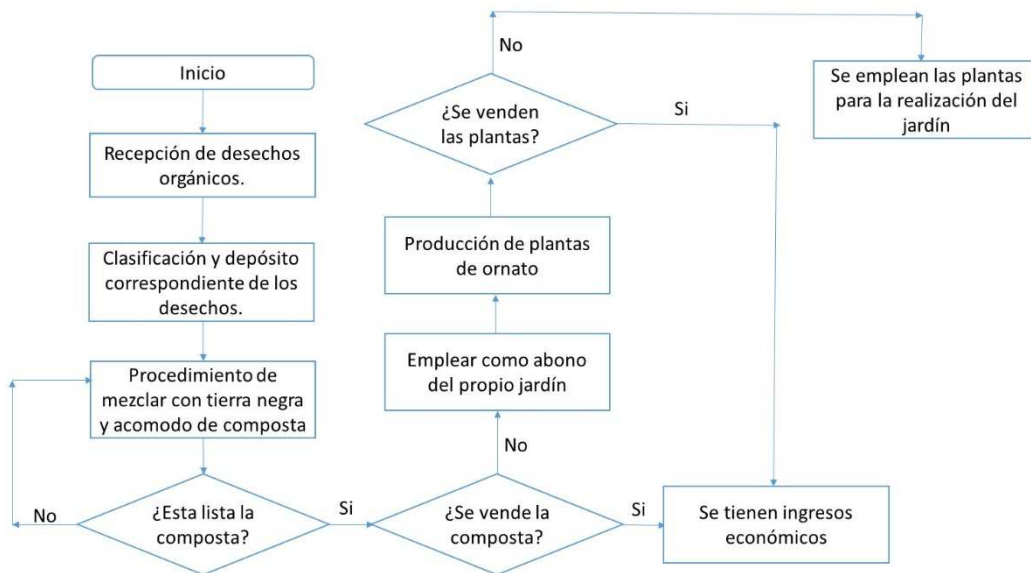 Inicio
Recepción de desechos
orgánicos.
Clasificación y depósito
correspondiente de los
desechos.
Procedimiento de
mezclar con tierra negra
y acomodo de composta
¿Esta lista la
composta?
No
Si
¿Se vende la
composta?
Si
Se tienen ingresos
económicos
No
Emplear como abono
del propio jardín
Producción de plantas
de ornato
¿Se venden
las plantas?
Si
No
Se emplean las plantas
para la realización del
jardín